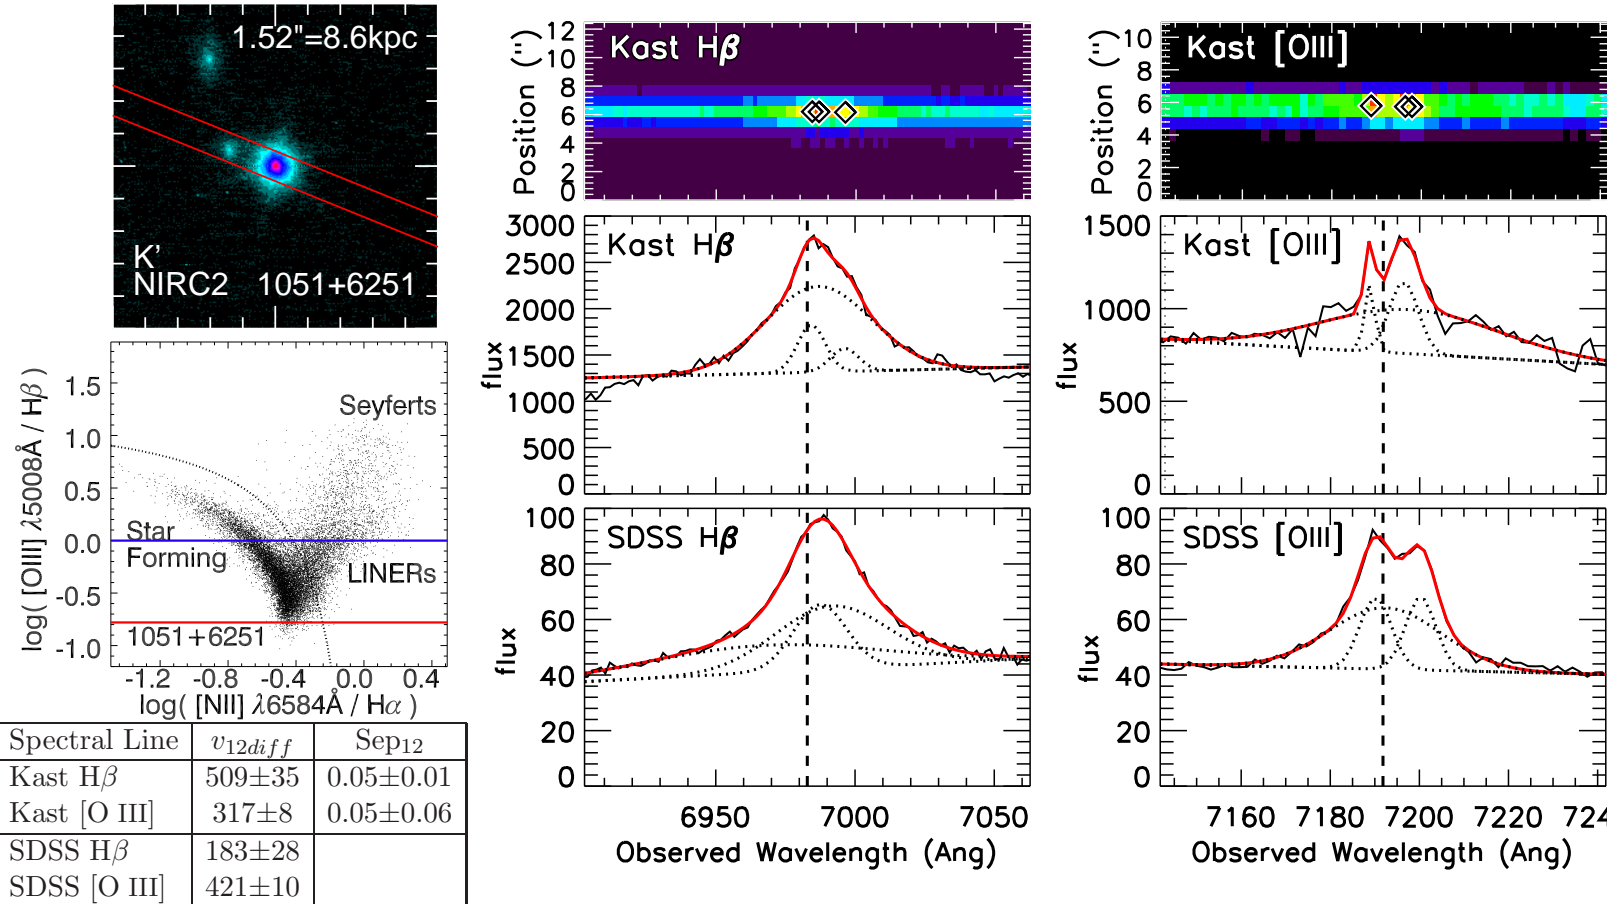 1.52"=8.6kpc
K'
NIRC2 1051+6251
log( [OIII] λ5008Å / Hβ )
1.5
1.0
0.5
0.0
-0.5
-1.0
Seyferts
Star
Forming
LINERs
1051+6251
-1.2 -0.8 -0.4 0.0 0.4
log( [NII] λ6584Å / Hα )
Spectral Line v12diff Sep12
Kast Hβ 509±35 0.05±0.01
Kast [O III] 317±8 0.05±0.06
SDSS Hβ 183±28
SDSS [O III] 421±10
Position (")
12
10
8
6
4
2
0
Kast Hβ
flux
3000
2500
2000
1500
1000
500
0
Kast Hβ
flux
100
80
60
40
20
0
SDSS Hβ
6950 7000 7050
Observed Wavelength (Ang)
Position (")
10
8
6
4
2
0
Kast [OIII]
flux
1500
1000
500
0
Kast [OIII]
flux
100
80
60
40
20
0
SDSS [OIII]
7160 7180 7200 7220 724
Observed Wavelength (Ang)